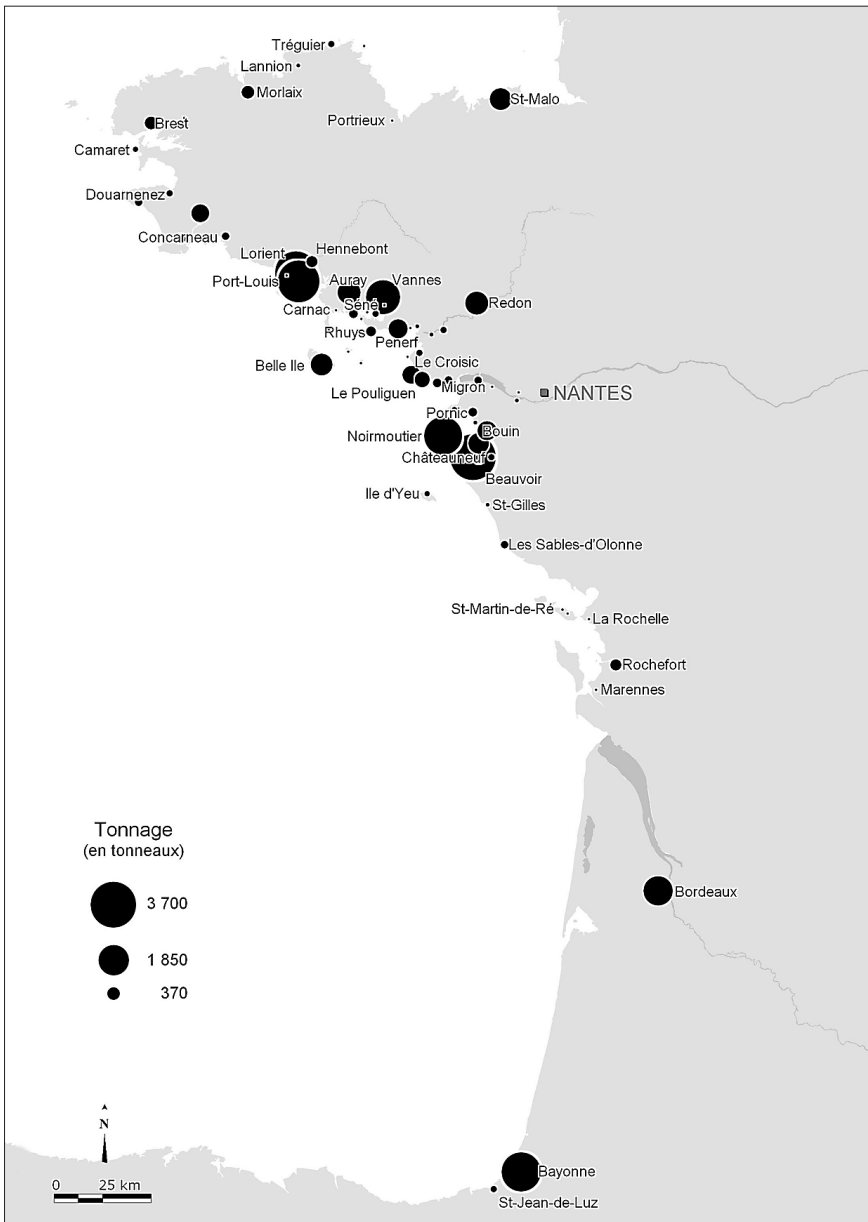 Tréguier
Lannion
Morlaix
St-Malo
Portrieux
Brest
Camaret
Douarnenez
Concarneau
Lorient
Hennebont
Port-Louis
Auray
Vannes
Séné
Carnac
Redon
Rhuys
Penerf
Le Croisic
Belle Ile
Le Pouliguen
Migron
NANTES
Pornic
Noirmoutier
Bouin
Châteauneuf
Beauvoir
Ile d'Yeu
St-Gilles
Les Sables-d'Olonne
St-Martin-de-Ré
La Rochelle
Rochefort
Marennes
Tonnage
(en tonneaux)
3 700
1 850
370
Bordeaux
N
0 25 km
Bayonne
St-Jean-de-Luz